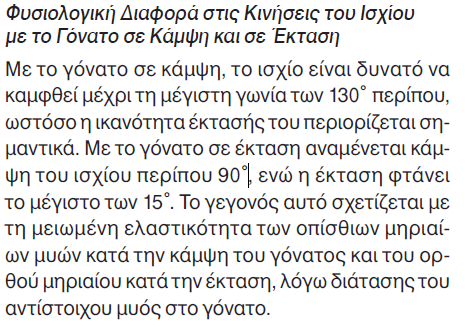 Φυσιολογική Διαφορά στις Κινήσεις του Ισχίου
με το Γόνατο σε Κάμψη και σε Έκταση
Με το γόνατο σε κάμψη, το ισχίο είναι δυνατό να
καμφθεί μέχρι τη μέγιστη γωνία των 130˚ περίπου,
ωστόσο η ικανότητα έκτασής του περιορίζεται ση-
μαντικά. Με το γόνατο σε έκταση αναμένεται κάμ-
ψη του ισχίου περίπου 90˚, ενώ η έκταση φτάνει
το μέγιστο των 15˚. Το γεγονός αυτό σχετίζεται με
τη μειωμένη ελαστικότητα των οπίσθιων μηριαί-
ων μυών κατά την κάμψη του γόνατος και του ορ-
θού μηριαίου κατά την έκταση, λόγω διάτασης του
αντίστοιχου μυός στο γόνατο.